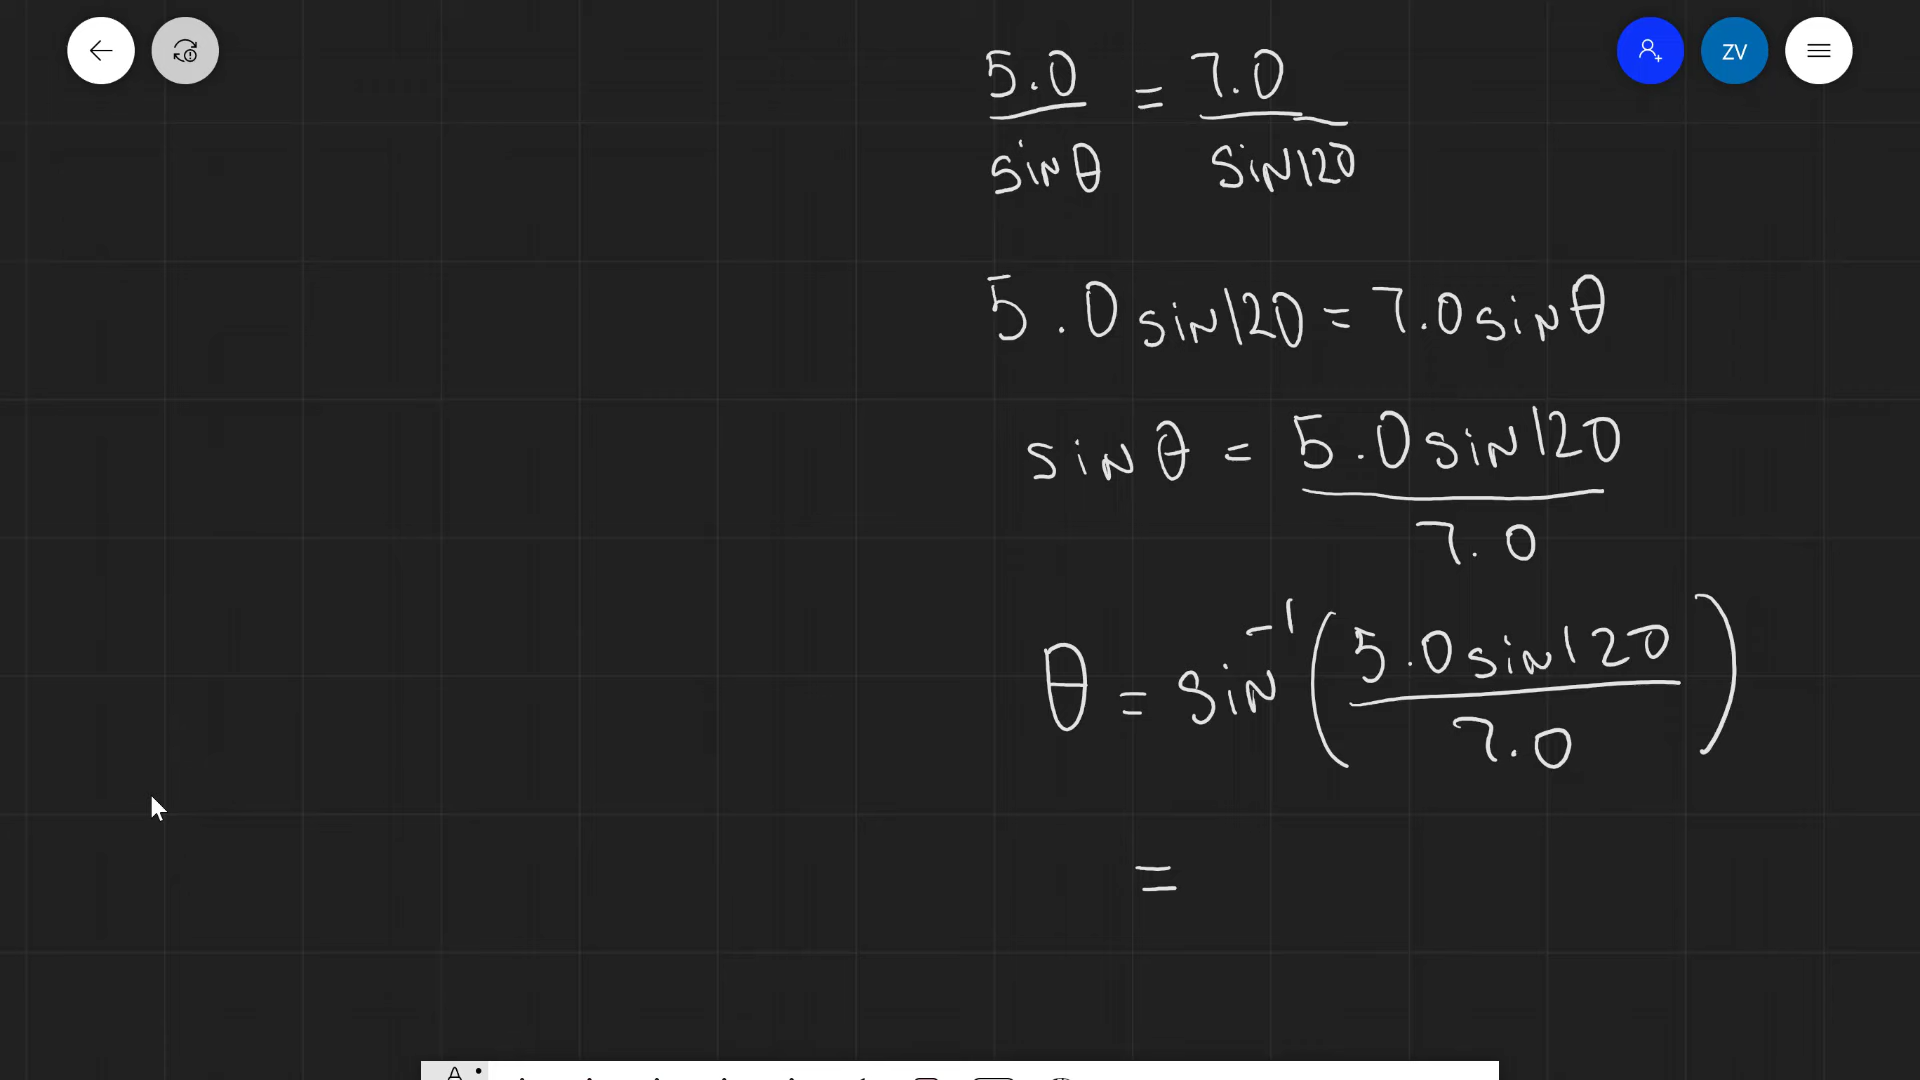 ZV
5.0 = 7.0
sinθ sin120
5.0 sin120 = 7.0 sinθ
sinθ = 5.0 sin120
7.0
θ = sin⁻¹ ( 5.0 sin120 )
7.0
=